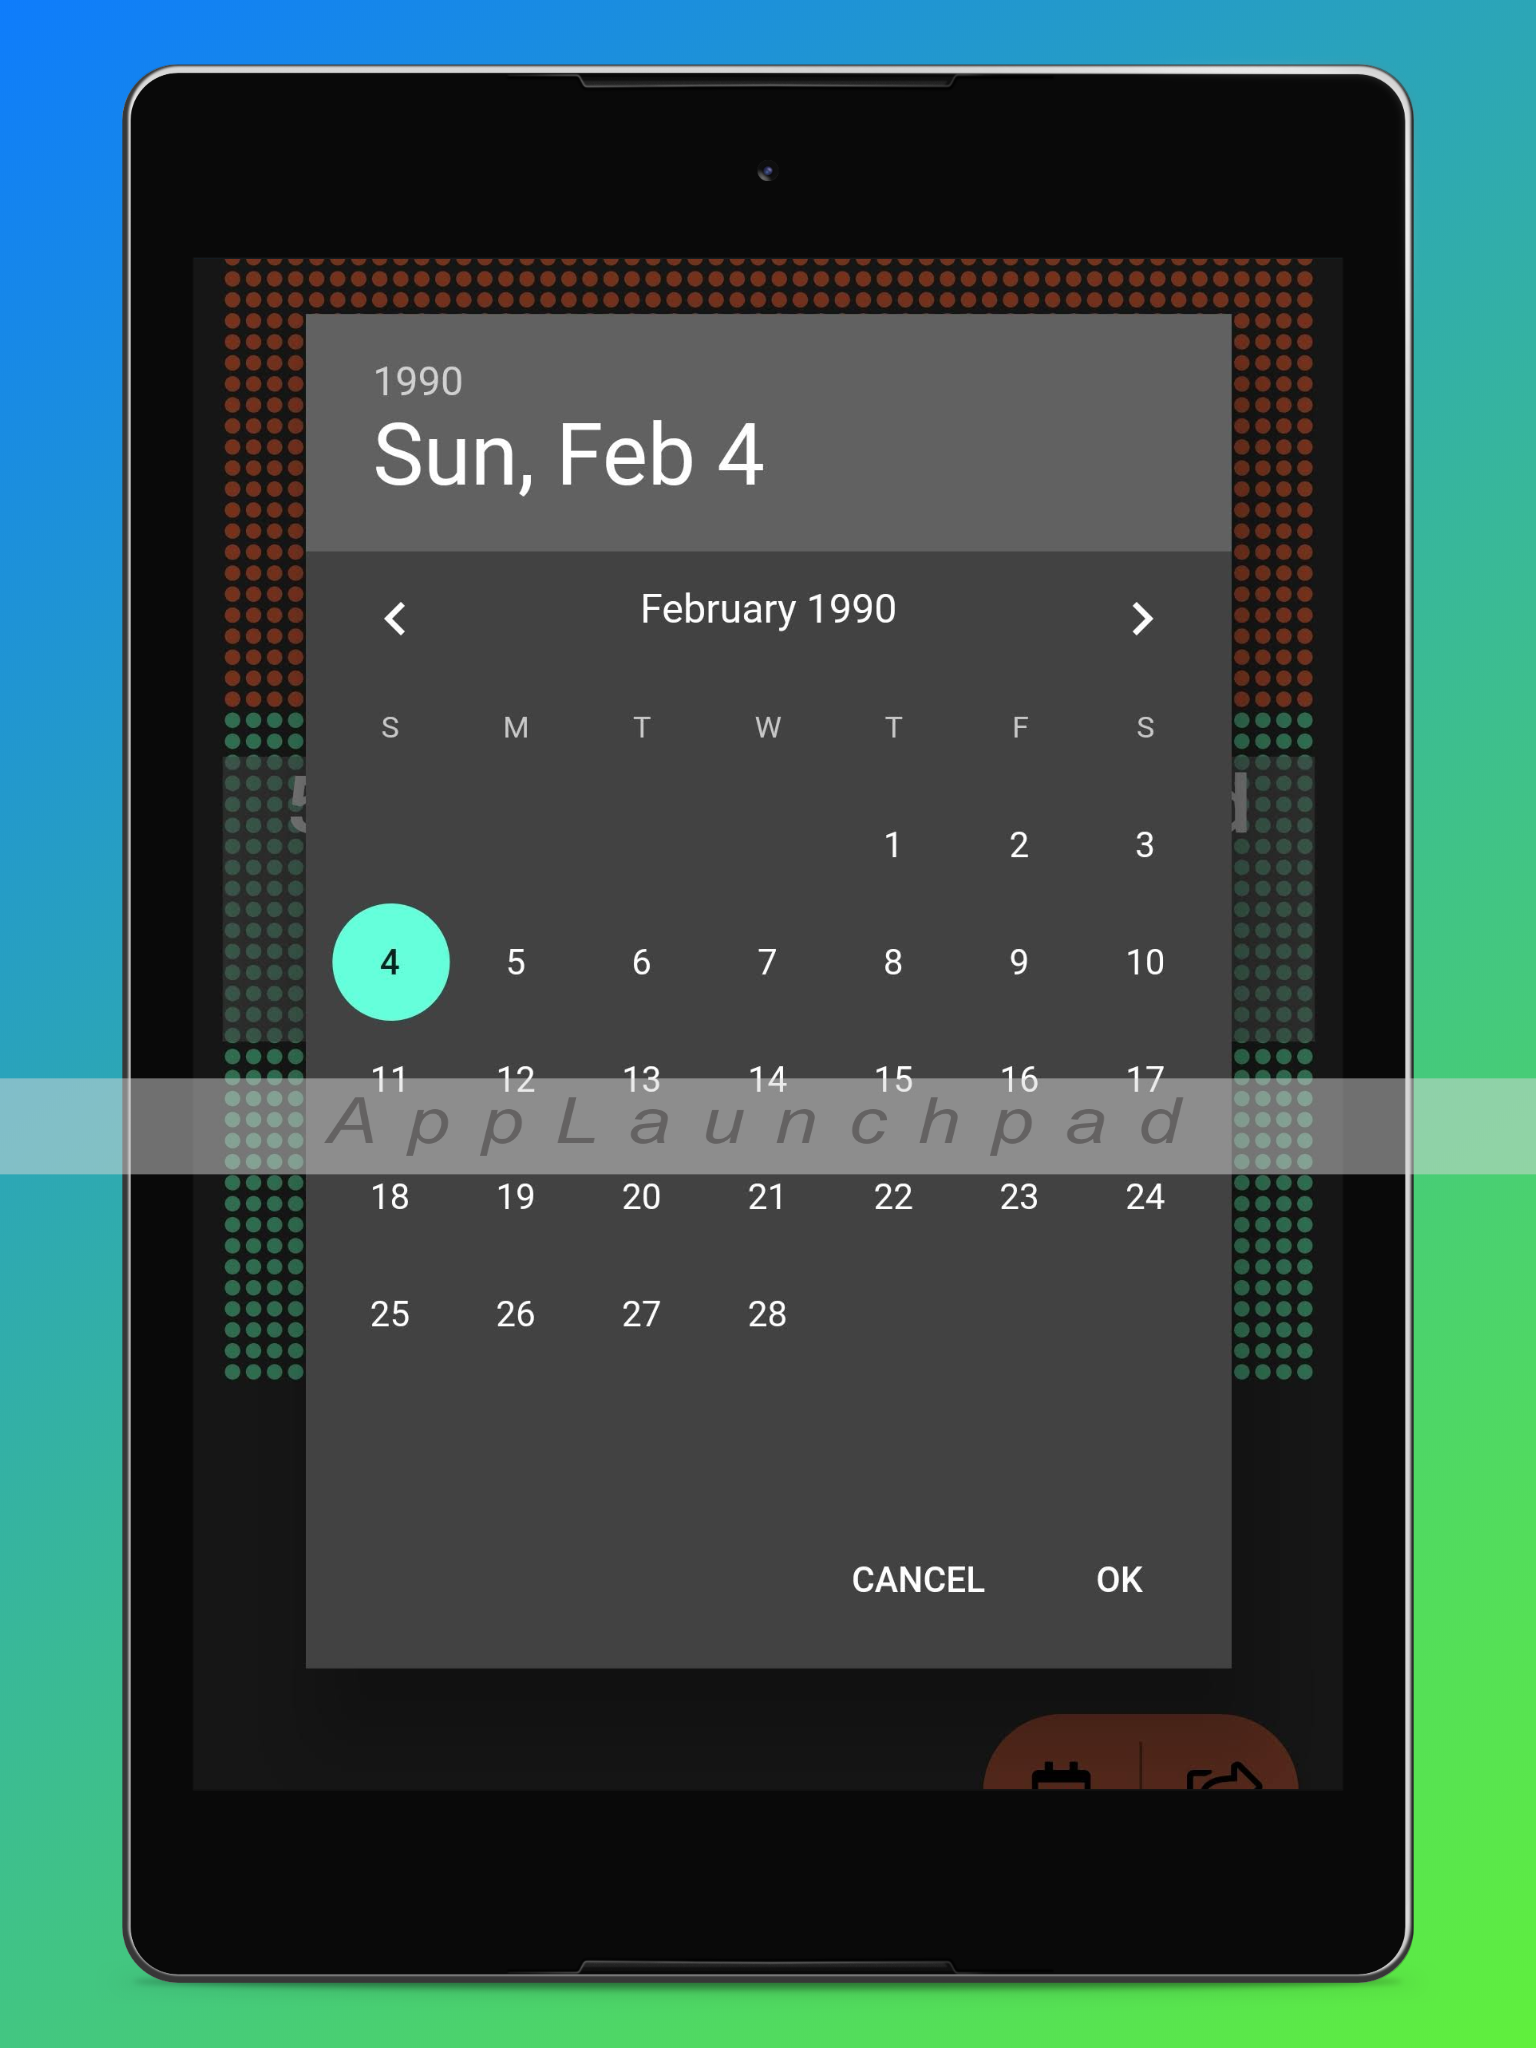 1990
Sun, Feb 4
February 1990
S M T W T F S
1 2 3
4 5 6 7 8 9 10
11 12 13 14 15 16 17
AppLaunchpad
18 19 20 21 22 23 24
25 26 27 28
CANCEL OK